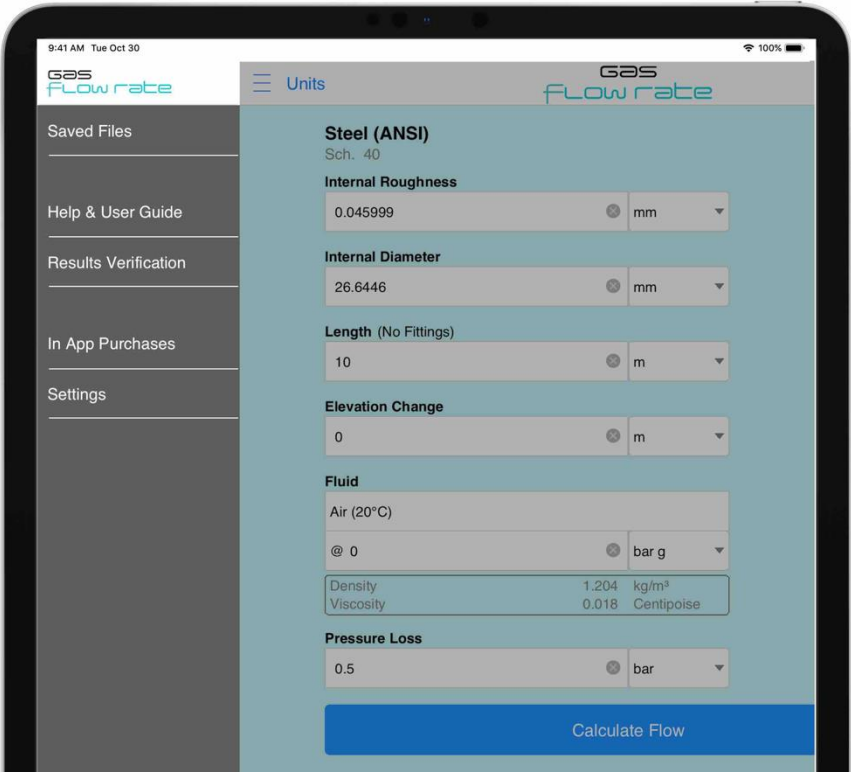 9:41 AM Tue Oct 30
100%
Gas
Flow rate
Saved Files
Help & User Guide
Results Verification
In App Purchases
Settings
Units
Gas
Flow rate
Steel (ANSI)
Sch. 40
Internal Roughness
0.045999 mm
Internal Diameter
26.6446 mm
Length (No Fittings)
10 m
Elevation Change
0 m
Fluid
Air (20°C)
@ 0 bar g
Density 1.204 kg/m³
Viscosity 0.018 Centipoise
Pressure Loss
0.5 bar
Calculate Flow